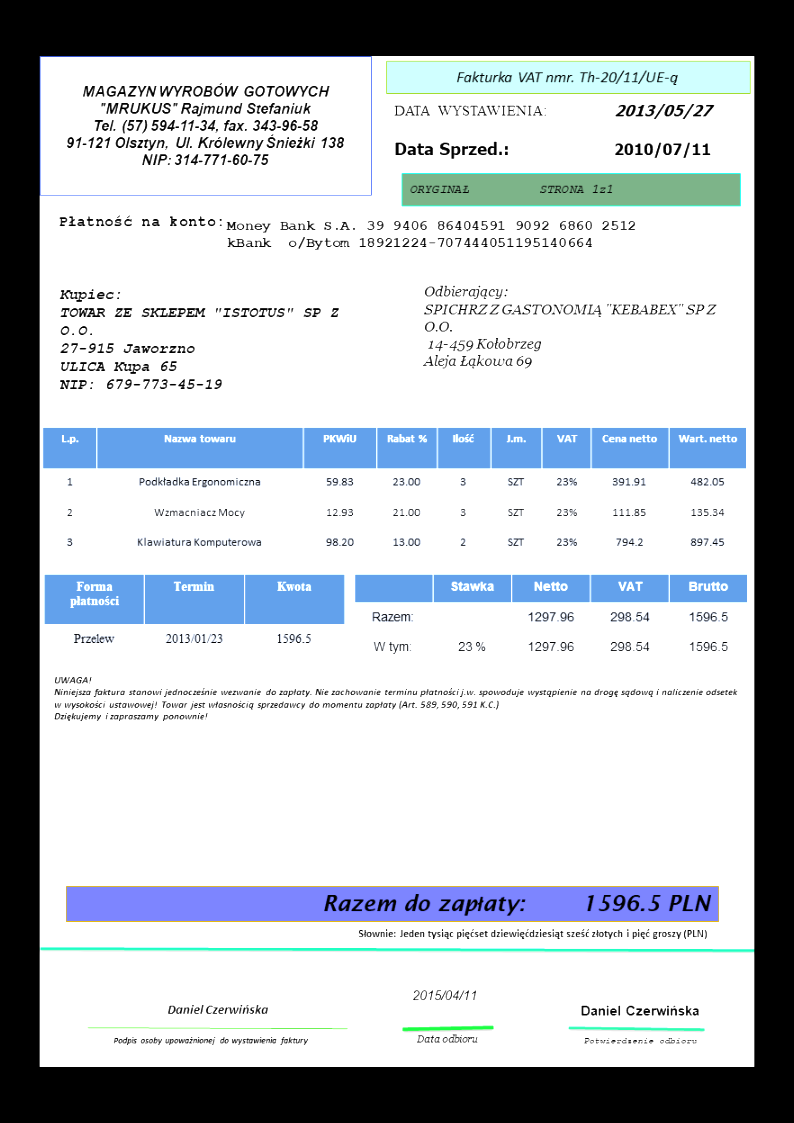 MAGAZYN WYROBÓW GOTOWYCH
"MRUKUS" Rajmund Stefaniuk
Tel. (57) 594-11-34, fax. 343-96-58
91-121 Olsztyn, Ul. Królewny Śnieżki 138
NIP: 314-771-60-75
Fakturka VAT nmr. Th-20/11/UE-q
DATA WYSTAWIENIA: 2013/05/27
Data Sprzed.: 2010/07/11
ORYGINAŁ STRONA 1z1
Płatność na konto: Money Bank S.A. 39 9406 86404591 9092 6860 2512
kBank o/Bytom 18921224-707444051195140664
Kupiec:
TOWAR ZE SKLEPEM "ISTOTUS" SP Z
O.O.
27-915 Jaworzno
ULICA Kupa 65
NIP: 679-773-45-19
Odbierający:
SPICHRZ Z GASTONOMIĄ "KEBABEX" SP Z
O.O.
14-459 Kołobrzeg
Aleja Łąkowa 69
L.p. Nazwa towaru PKWiU Rabat % Ilość J.m. VAT Cena netto Wart. netto
1 Podkładka Ergonomiczna 59.83 23.00 3 SZT 23% 391.91 482.05
2 Wzmacniacz Mocy 12.93 21.00 3 SZT 23% 111.85 135.34
3 Klawiatura Komputerowa 98.20 13.00 2 SZT 23% 794.2 897.45
Forma płatności Termin Kwota
Przelew 2013/01/23 1596.5
Stawka Netto VAT Brutto
Razem: 1297.96 298.54 1596.5
W tym: 23 % 1297.96 298.54 1596.5
UWAGA!
Niniejsza faktura stanowi jednocześnie wezwanie do zapłaty. Nie zachowanie terminu płatności j.w. spowoduje wystąpienie na drogę sądową i naliczenie odsetek
w wysokości ustawowej! Towar jest własnością sprzedawcy do momentu zapłaty (Art. 589, 590, 591 K.C.)
Dziękujemy i zapraszamy ponownie!
Razem do zapłaty: 1596.5 PLN
Słownie: Jeden tysiąc pięćset dziewięćdziesiąt sześć złotych i pięć groszy (PLN)
Daniel Czerwińska
Podpis osoby upoważnionej do wystawienia faktury
2015/04/11
Data odbioru
Daniel Czerwińska
Potwierdzenie odbioru